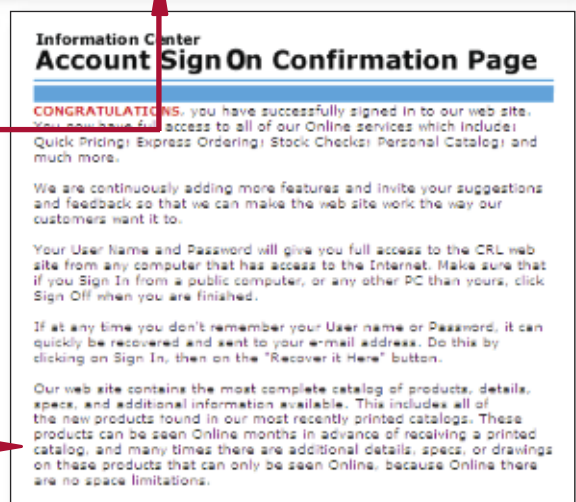 Information Center
Account Sign On Confirmation Page
CONGRATULATIONS, you have successfully signed in to our web site.
You now have full access to all of our Online services which include:
Quick Pricing; Express Ordering; Stock Checks; Personal Catalog; and
much more.
We are continuously adding more features and invite your suggestions
and feedback so that we can make the web site work the way our
customers want it to.
Your User Name and Password will give you full access to the CRL web
site from any computer that has access to the Internet. Make sure that
if you Sign In from a public computer, or any other PC than yours, click
Sign Off when you are finished.
If at any time you don't remember your User name or Password, it can
quickly be recovered and sent to your e-mail address. Do this by
clicking on Sign In, then on the "Recover it Here" button.
Our web site contains the most complete catalog of products, details,
specs, and additional information available. This includes all of
the new products found in our most recently printed catalogs. These
products can be seen Online months in advance of receiving a printed
catalog, and many times there are additional details, specs, or drawings
on these products that can only be seen Online, because Online there
are no space limitations.